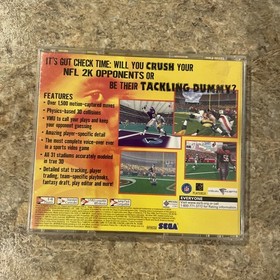 IT'S GUT CHECK TIME: WILL YOU CRUSH YOUR
NFL 2K OPPONENTS OR
BE THEIR TACKLING DUMMY?
FEATURES
• Over 1,500 motion-captured moves
• Physics-based 3D collisions
• VMU to call your plays and keep
your opponent guessing
• Amazing player-specific detail
• The most complete voice-over ever
in a sports video game
• All 31 stadiums accurately modeled
in true 3D
• Detailed stat tracking, player
trading, team-specific playbooks,
fantasy draft, play editor and more!
EVERYONE
SEGA